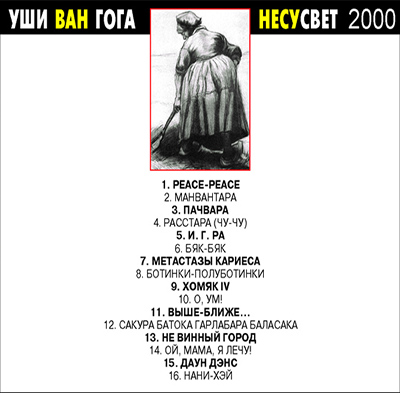 УШИ ВАН ГОГА НЕСУСВЕТ 2000
1. PEACE-PEACE
2. МАНВАНТАРА
3. ПАЧВАРА
4. РАССТАРА (ЧУ-ЧУ)
5. И. Г. РА
6. БЯК-БЯК
7. МЕТАСТАЗЫ КАРИЕСА
8. БОТИНКИ-ПОЛУБОТИНКИ
9. ХОМЯК IV
10. О, УМ!
11. ВЫШЕ-БЛИЖЕ...
12. САКУРА БАТОКА ГАРЛАБАРА БАЛАСАКА
13. НЕ ВИННЫЙ ГОРОД
14. ОЙ, МАМА, Я ЛЕЧУ!
15. ДАУН ДЭНС
16. НАНИ-ХЭЙ